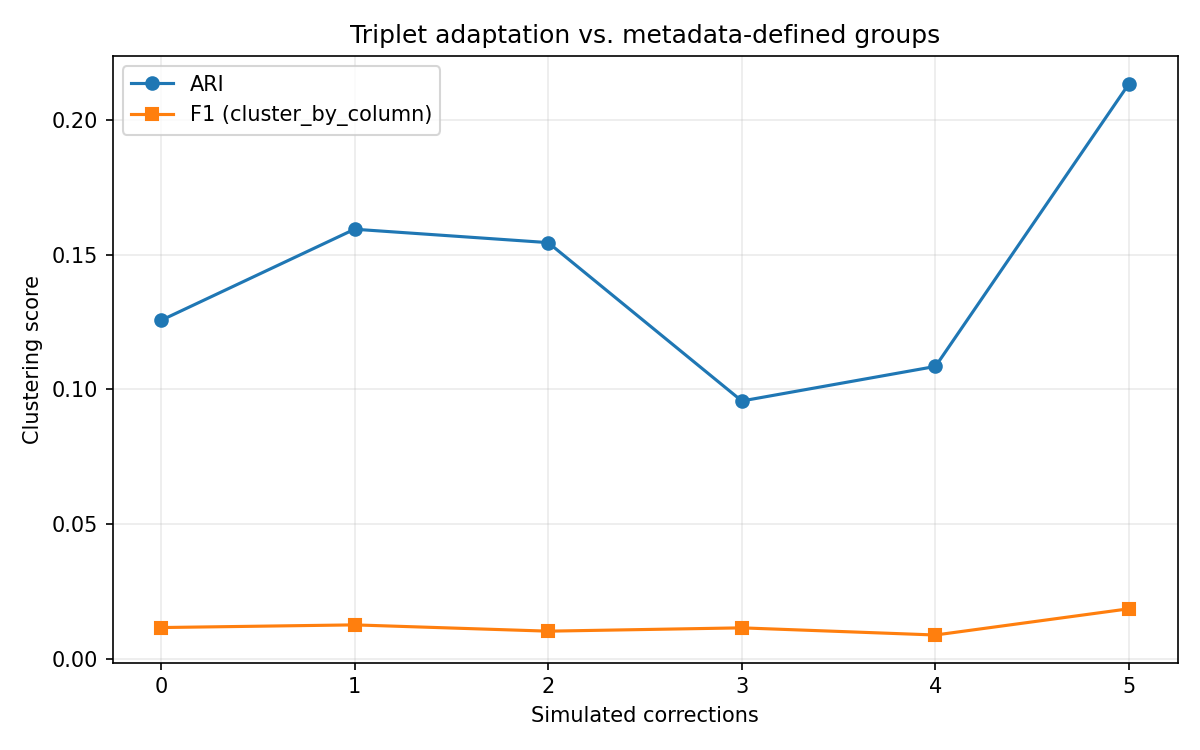 Triplet adaptation vs. metadata-defined groups
ARI
F1 (cluster_by_column)
Clustering score
0.20
0.15
0.10
0.05
0.00
0 1 2 3 4 5
Simulated corrections